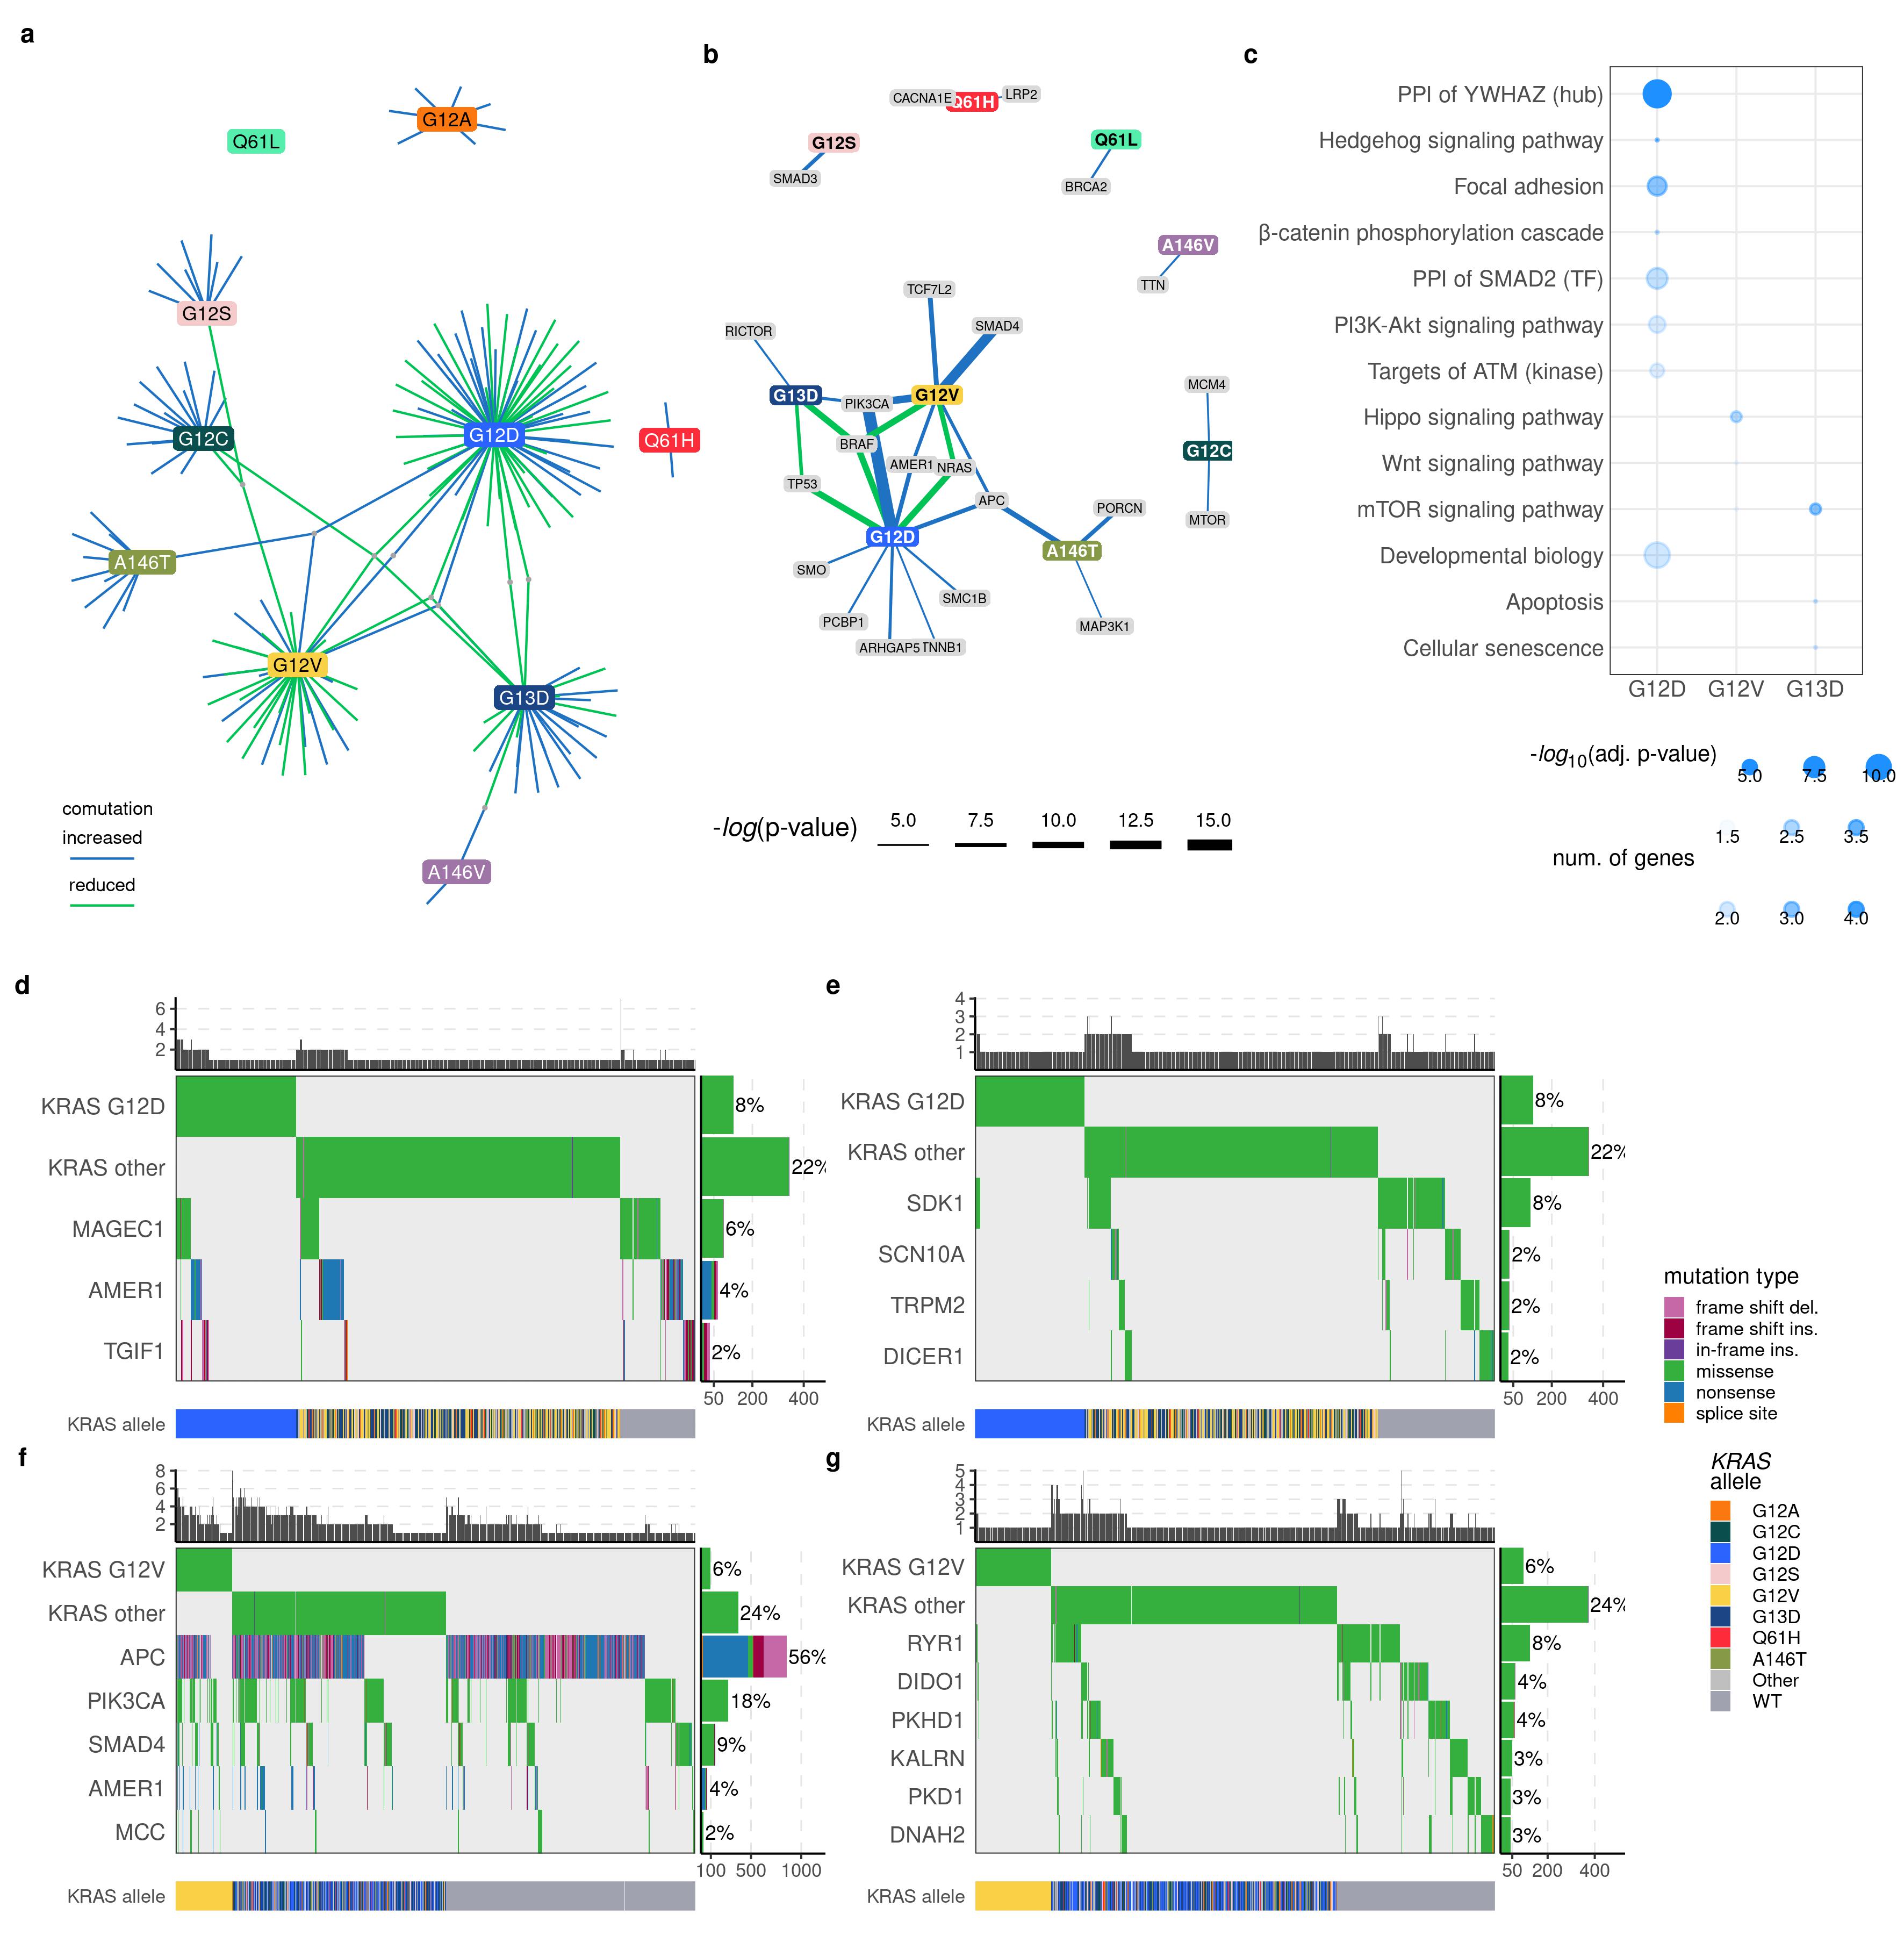 a
G12A
Q61L
G12S
G12C
G12D
Q61H
A146T
G12V
G13D
A146V
comutation
increased
reduced
b
CACNA1E
Q61H
LRP2
G12S
SMAD3
Q61L
BRCA2
A146V
TTN
TCF7L2
SMAD4
RICTOR
G13D
PIK3CA
G12V
MCM4
BRAF
G12C
AMER1
NRAS
TP53
APC
PORCN
MTOR
G12D
A146T
SMO
SMC1B
PCBP1
MAP3K1
ARHGAP5
TNNB1
-log(p-value)
5.0 7.5 10.0 12.5 15.0
c
PPI of YWHAZ (hub)
Hedgehog signaling pathway
Focal adhesion
β-catenin phosphorylation cascade
PPI of SMAD2 (TF)
PI3K-Akt signaling pathway
Targets of ATM (kinase)
Hippo signaling pathway
Wnt signaling pathway
mTOR signaling pathway
Developmental biology
Apoptosis
Cellular senescence
G12D G12V G13D
-log10(adj. p-value)
5.0 7.5 10.0
1.5 2.5 3.5
num. of genes
2.0 3.0 4.0
d
6
4
2
KRAS G12D
8%
KRAS other
22%
MAGEC1
6%
AMER1
4%
TGIF1
2%
50 200 400
KRAS allele
e
4
3
2
1
KRAS G12D
8%
KRAS other
22%
SDK1
8%
SCN10A
2%
TRPM2
2%
DICER1
2%
50 200 400
KRAS allele
mutation type
frame shift del.
frame shift ins.
in-frame ins.
missense
nonsense
splice site
f
8
6
4
2
KRAS G12V
6%
KRAS other
24%
APC
56%
PIK3CA
18%
SMAD4
9%
AMER1
4%
MCC
2%
100 500 1000
KRAS allele
g
5
4
3
2
1
KRAS G12V
6%
KRAS other
24%
RYR1
8%
DIDO1
4%
PKHD1
4%
KALRN
3%
PKD1
3%
DNAH2
3%
50 200 400
KRAS allele
KRAS
allele
G12A
G12C
G12D
G12S
G12V
G13D
Q61H
A146T
Other
WT